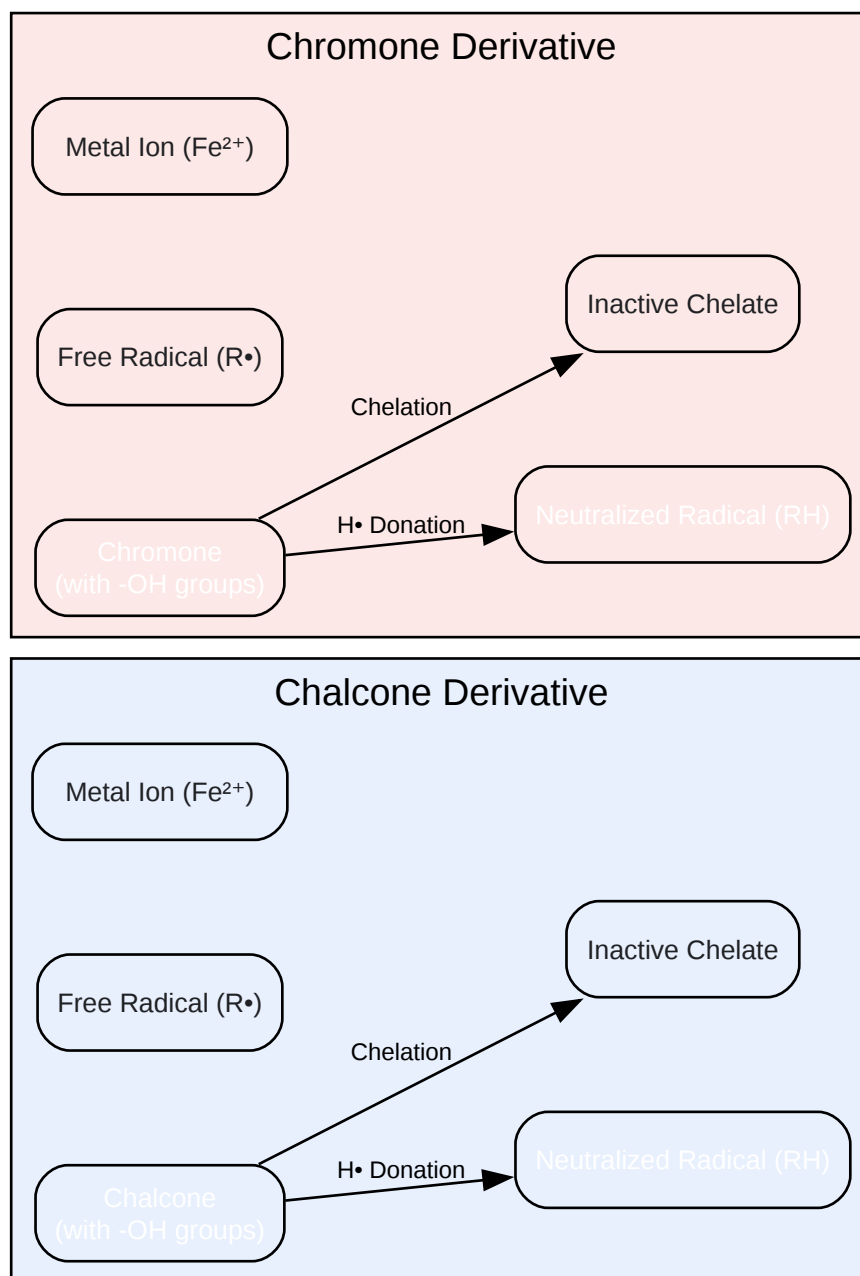 Chromone Derivative
Metal Ion (Fe²⁺)
Inactive Chelate
Free Radical (R•)
Chelation
Neutralized Radical (RH)
H• Donation
Chromone
(with -OH groups)
Chalcone Derivative
Metal Ion (Fe²⁺)
Inactive Chelate
Free Radical (R•)
Chelation
Neutralized Radical (RH)
H• Donation
Chalcone
(with -OH groups)